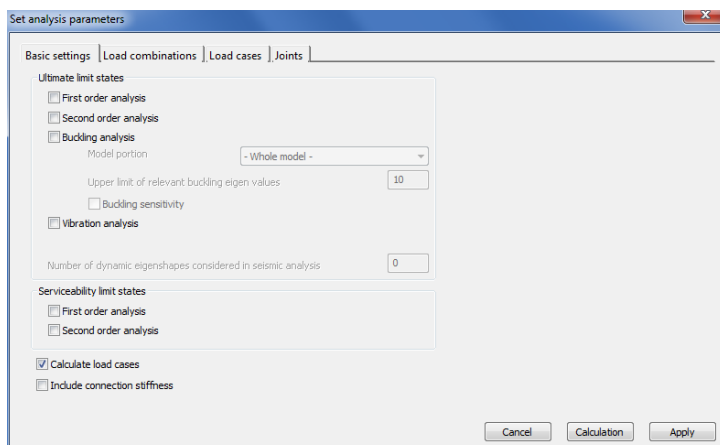 Set analysis parameters
x
Basic settings Load combinations Load cases Joints
Ultimate limit states
First order analysis
Second order analysis
Buckling analysis
Model portion - Whole model -
Upper limit of relevant buckling eigen values 10
Buckling sensitivity
Vibration analysis
Number of dynamic eigenshapes considered in seismic analysis 0
Serviceability limit states
First order analysis
Second order analysis
Calculate load cases
Include connection stiffness
Cancel Calculation Apply